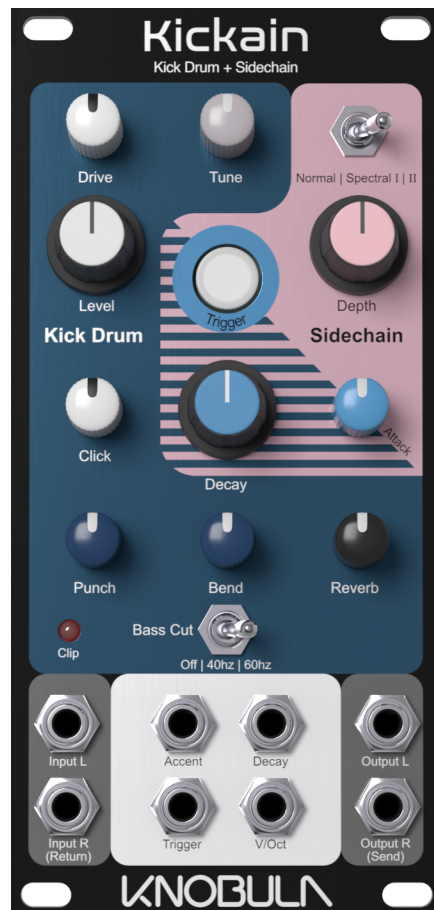 Kickain
Kick Drum + Sidechain
Drive
Tune
Normal | Spectral I | II
Level
Trigger
Depth
Kick Drum
Sidechain
Click
Decay
Attack
Punch
Bend
Reverb
Clip
Bass Cut
Off | 40hz | 60hz
Input L
Accent
Decay
Output L
Input R
(Return)
Trigger
V/Oct
Output R
(Send)
KNOBULA